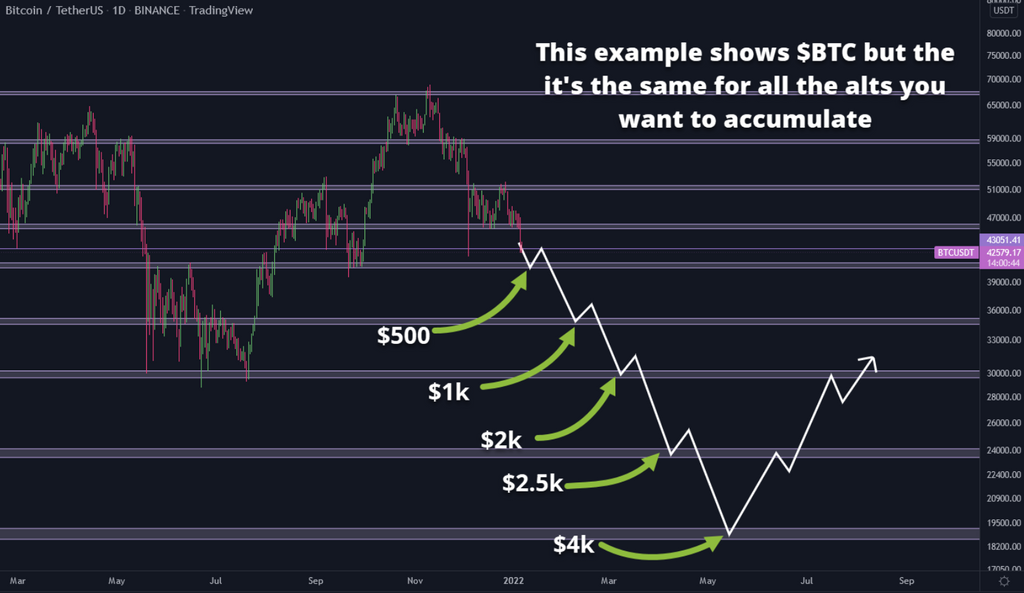 Bitcoin / TetherUS · 1D · BINANCE · TradingView
USDT
80000.00
75000.00
70000.00
65000.00
59000.00
55000.00
51000.00
47000.00
43051.41
BTCUSDT 42579.17
14:00:44
39000.00
36000.00
33000.00
30000.00
28000.00
26000.00
24000.00
22400.00
20900.00
19500.00
18200.00
17050.00
This example shows $BTC but the
it's the same for all the alts you
want to accumulate
$500
$1k
$2k
$2.5k
$4k
Mar May Jul Sep Nov 2022 Mar May Jul Sep